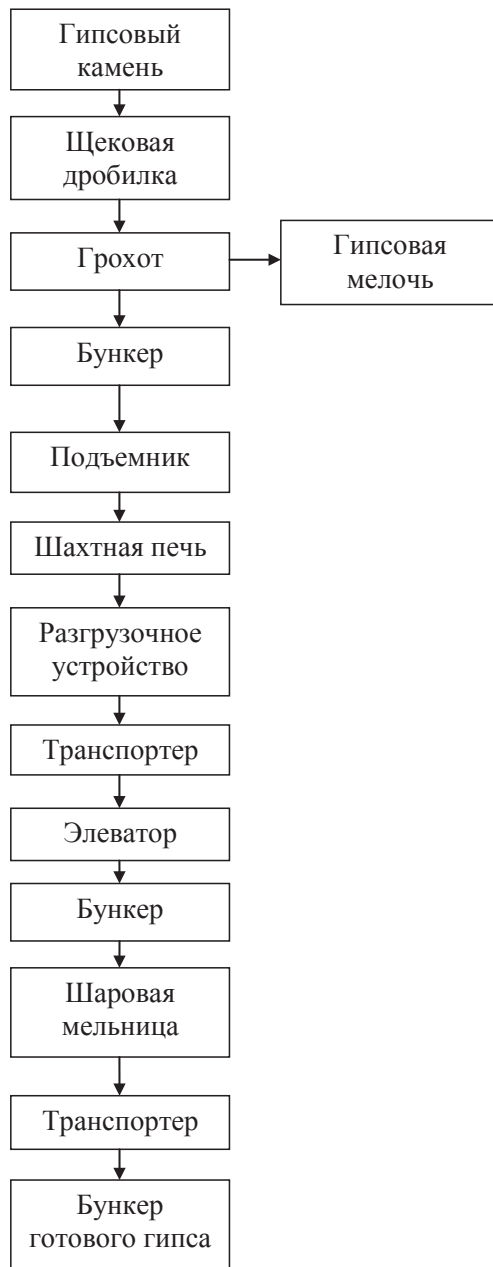 Гипсовый
камень
Щековая
дробилка
Грохот
Гипсовая
мелочь
Бункер
Подъемник
Шахтная печь
Разгрузочное
устройство
Транспортер
Элеватор
Бункер
Шаровая
мельница
Транспортер
Бункер
готового гипса